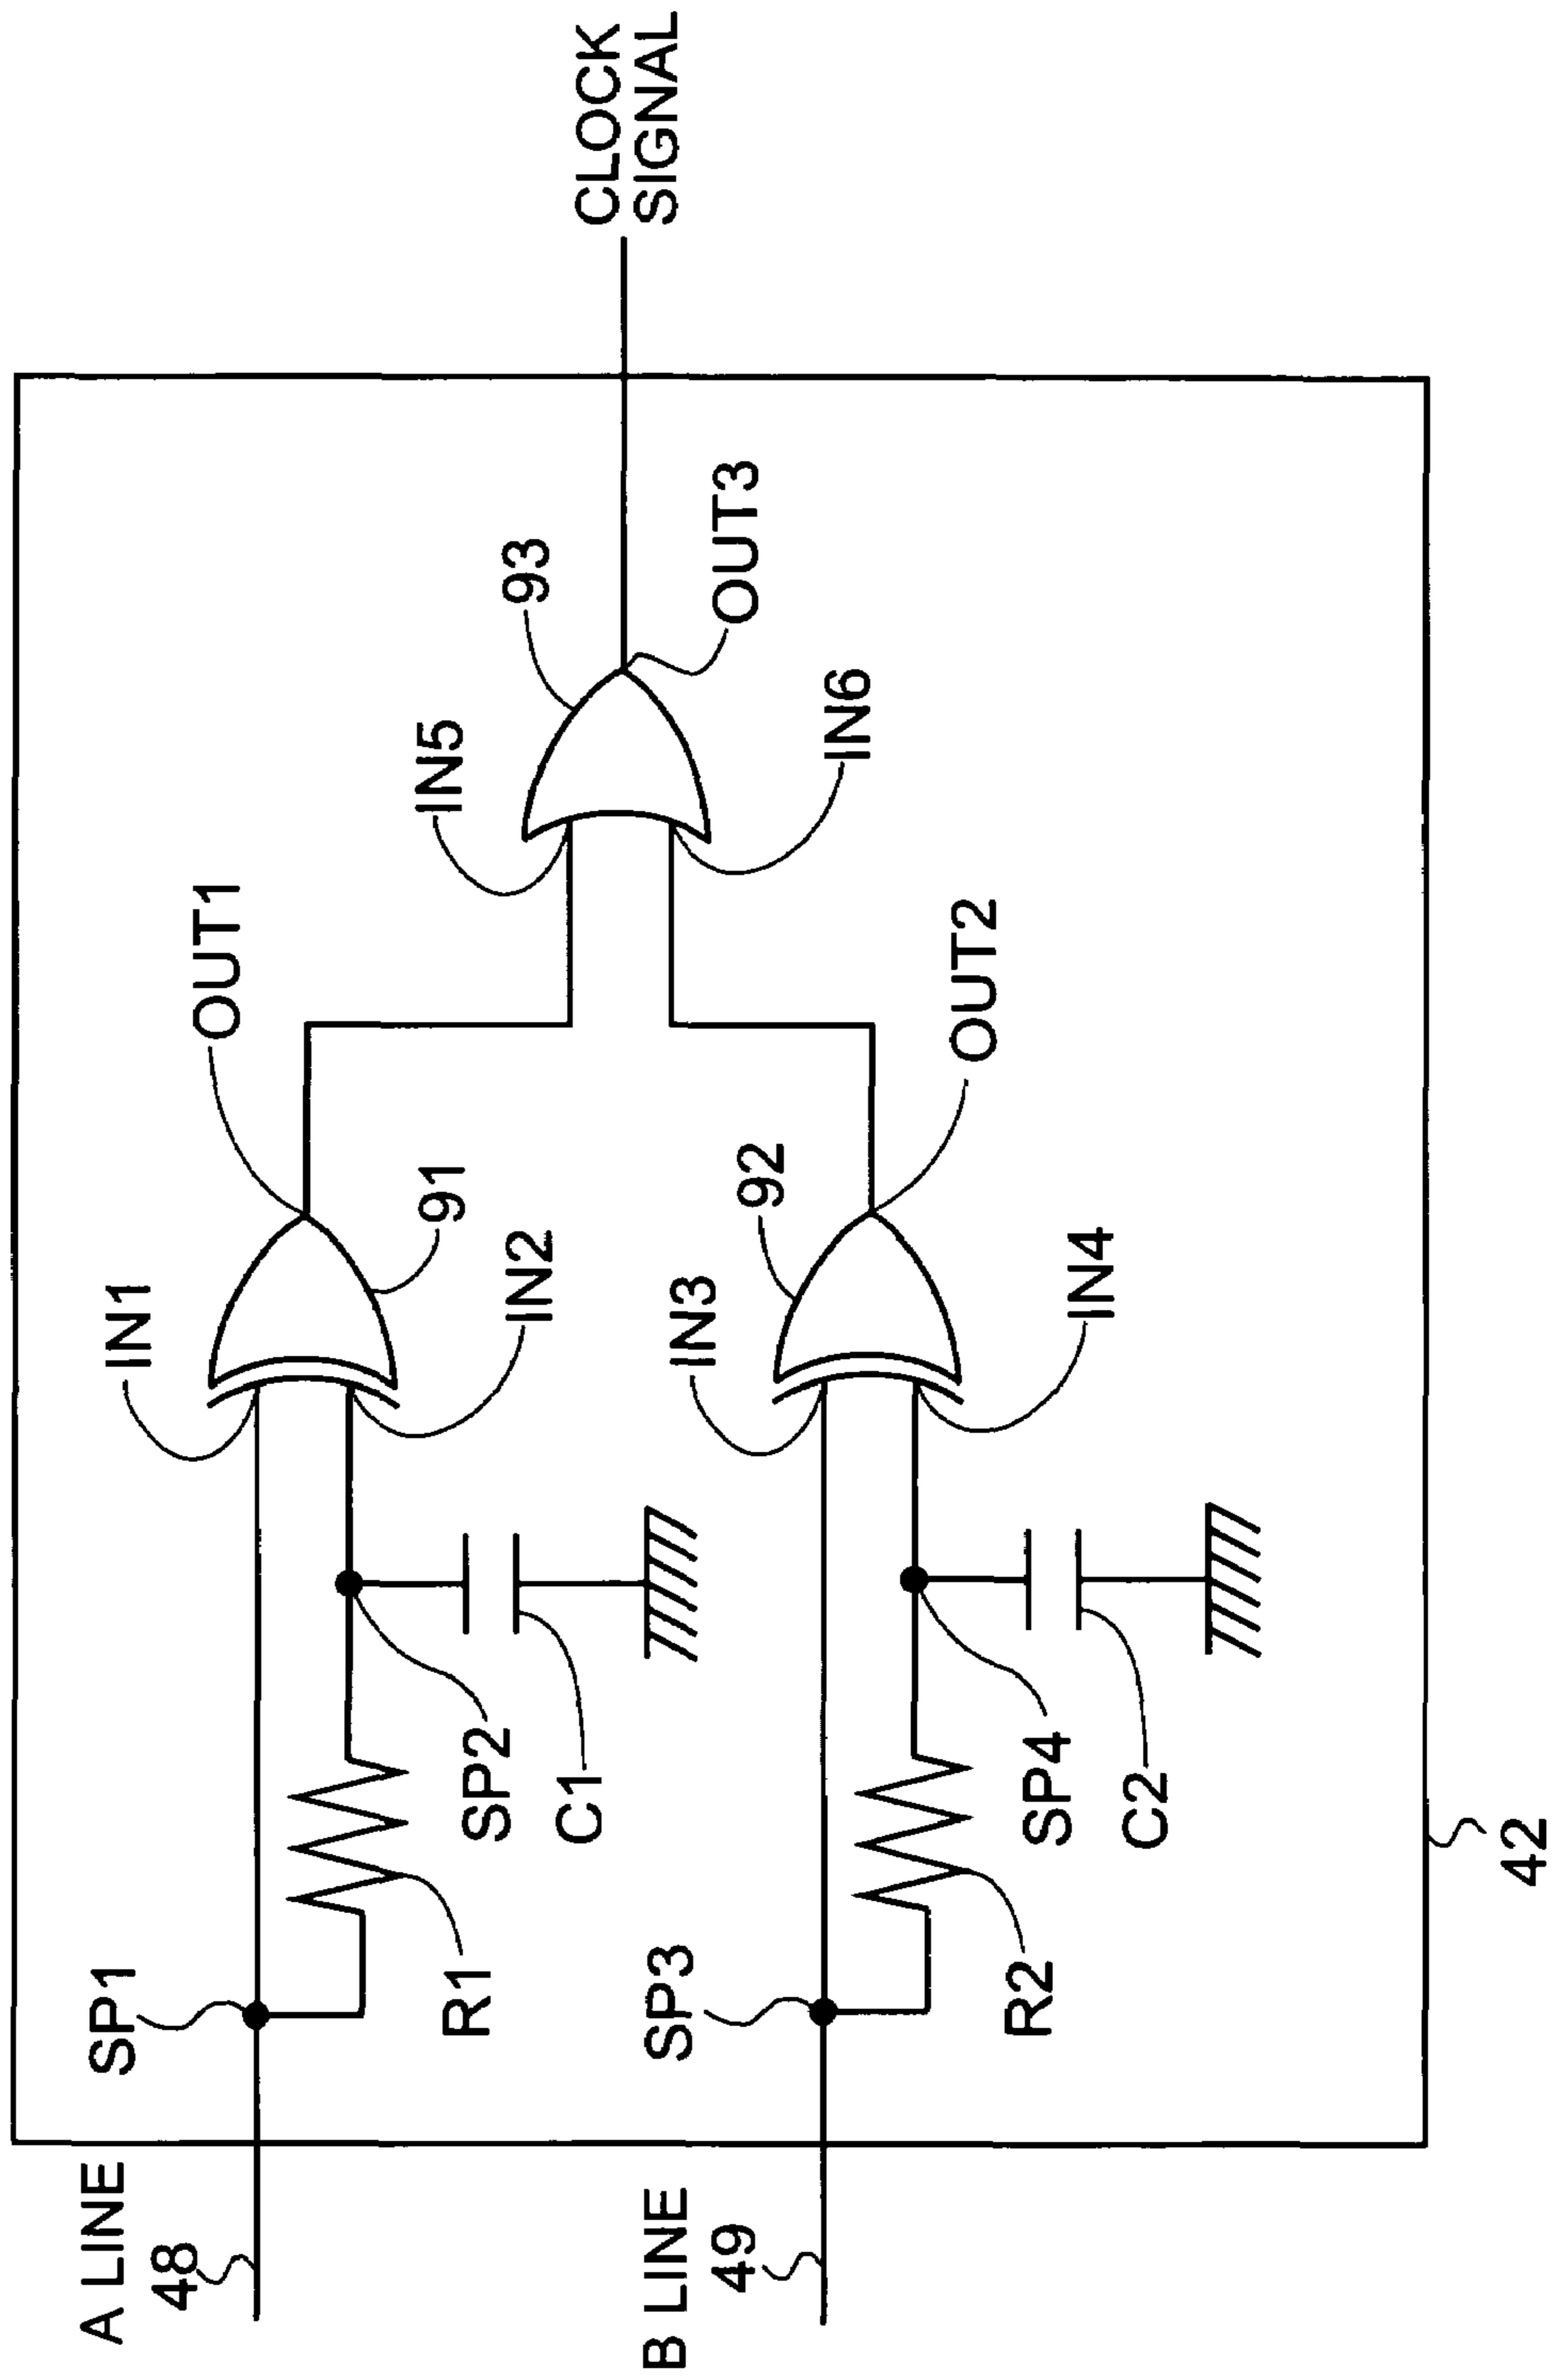 A LINE
48
SP1
R1
SP2
C1
IN1
IN2
91
OUT1
B LINE
49
SP3
R2
SP4
C2
IN3
IN4
92
OUT2
IN5
IN6
93
OUT3
CLOCK
SIGNAL
42